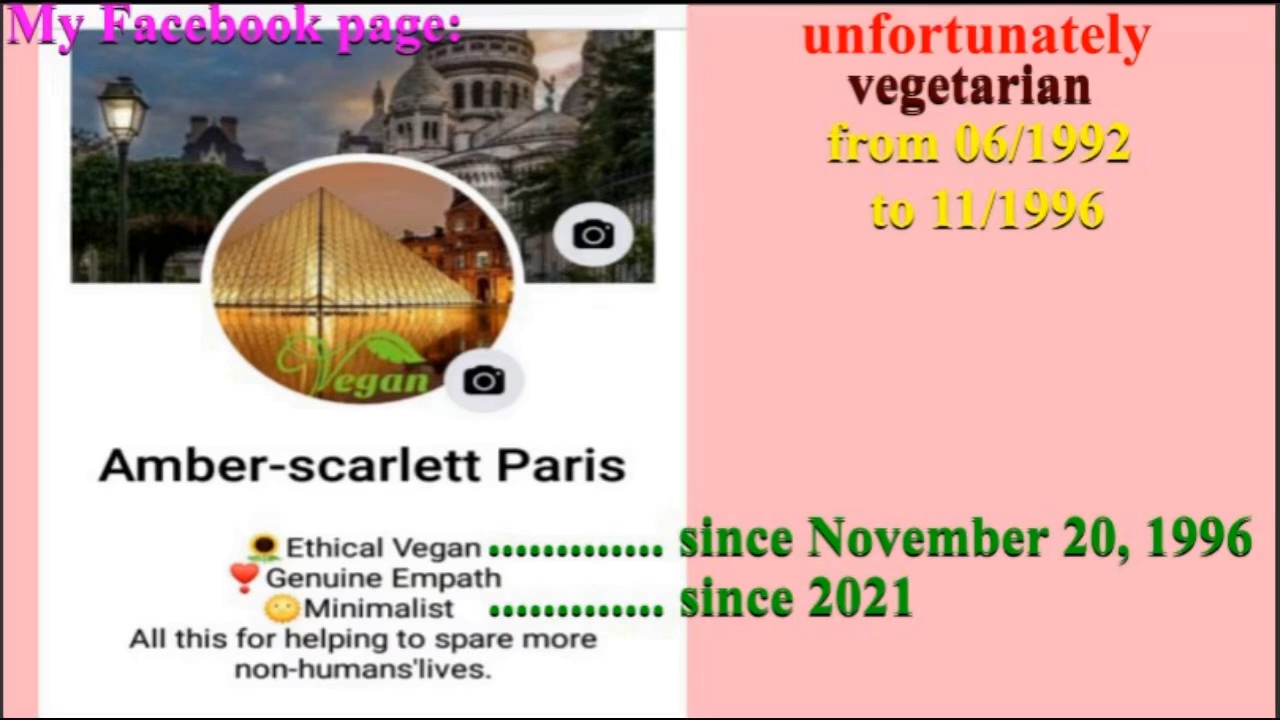 My Facebook page:
unfortunately
vegetarian
from 06/1992
to 11/1996
Vegan
Amber-scarlett Paris
🌻Ethical Vegan ............. since November 20, 1996
❣️Genuine Empath
🌝Minimalist ............. since 2021
All this for helping to spare more
non-humans'lives.